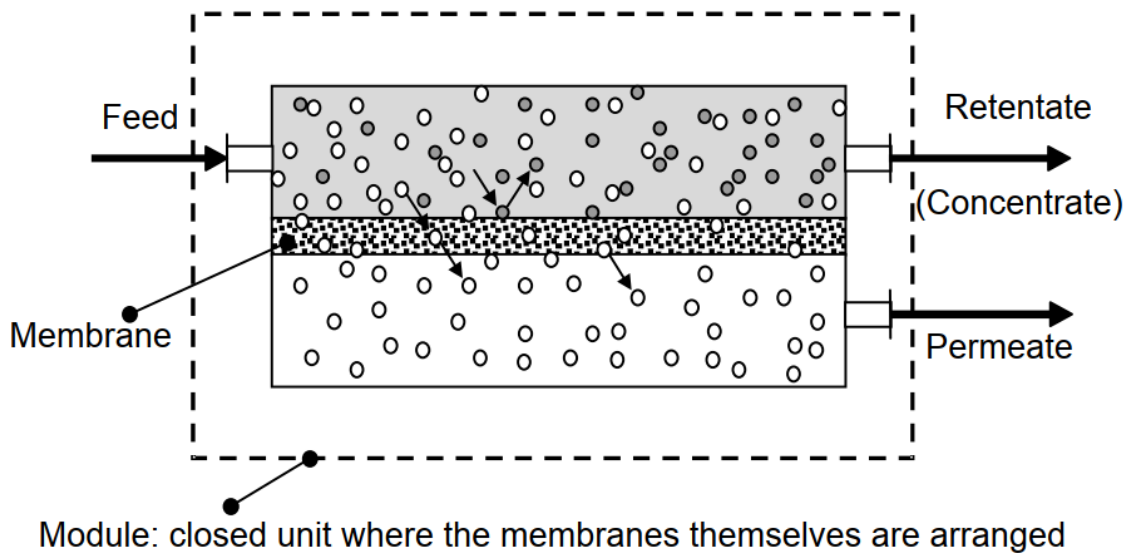 Feed
Retentate
(Concentrate)
Membrane
Permeate
Module: closed unit where the membranes themselves are arranged